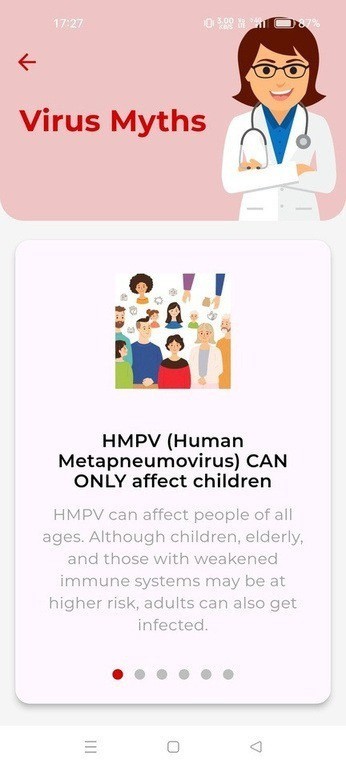 17:27
3.00
87%
Virus Myths
HMPV (Human
Metapneumovirus) CAN
ONLY affect children
HMPV can affect people of all
ages. Although children, elderly,
and those with weakened
immune systems may be at
higher risk, adults can also get
infected.